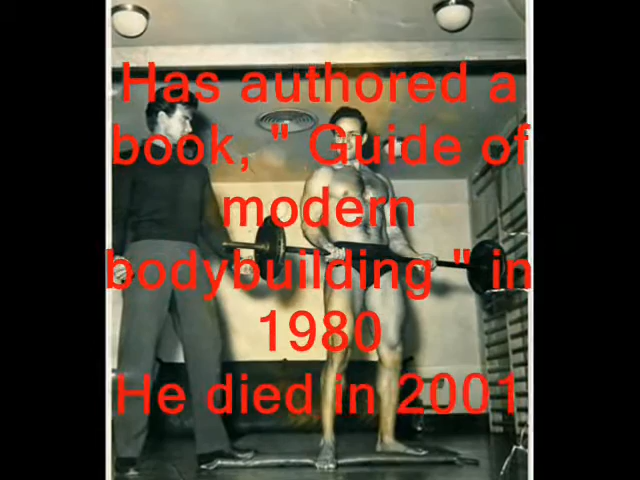 Has authored a
book, " Guide of
modern
bodybuilding " in
1980
He died in 2001